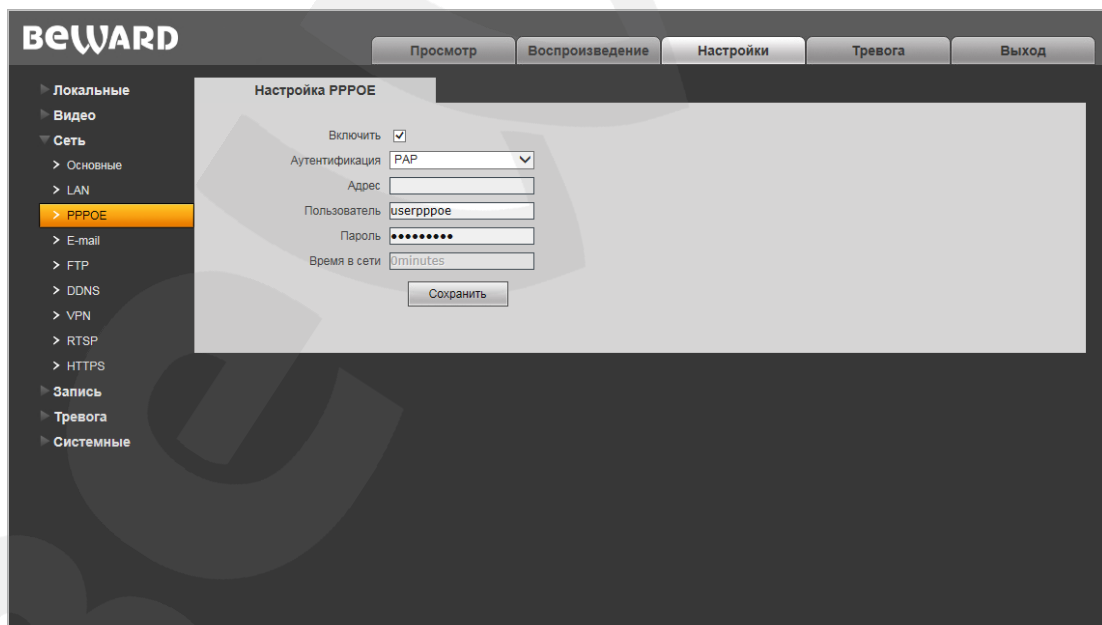 BEWARD
Просмотр Воспроизведение Настройки Тревога Выход
Локальные
Видео
Сеть
> Основные
> LAN
> PPPOE
> E-mail
> FTP
> DDNS
> VPN
> RTSP
> HTTPS
Запись
Тревога
Системные
Настройка PPPOE
Включить
Аутентификация PAP
Адрес
Пользователь userpppoe
Пароль •••••••••
Время в сети 0minutes
Сохранить